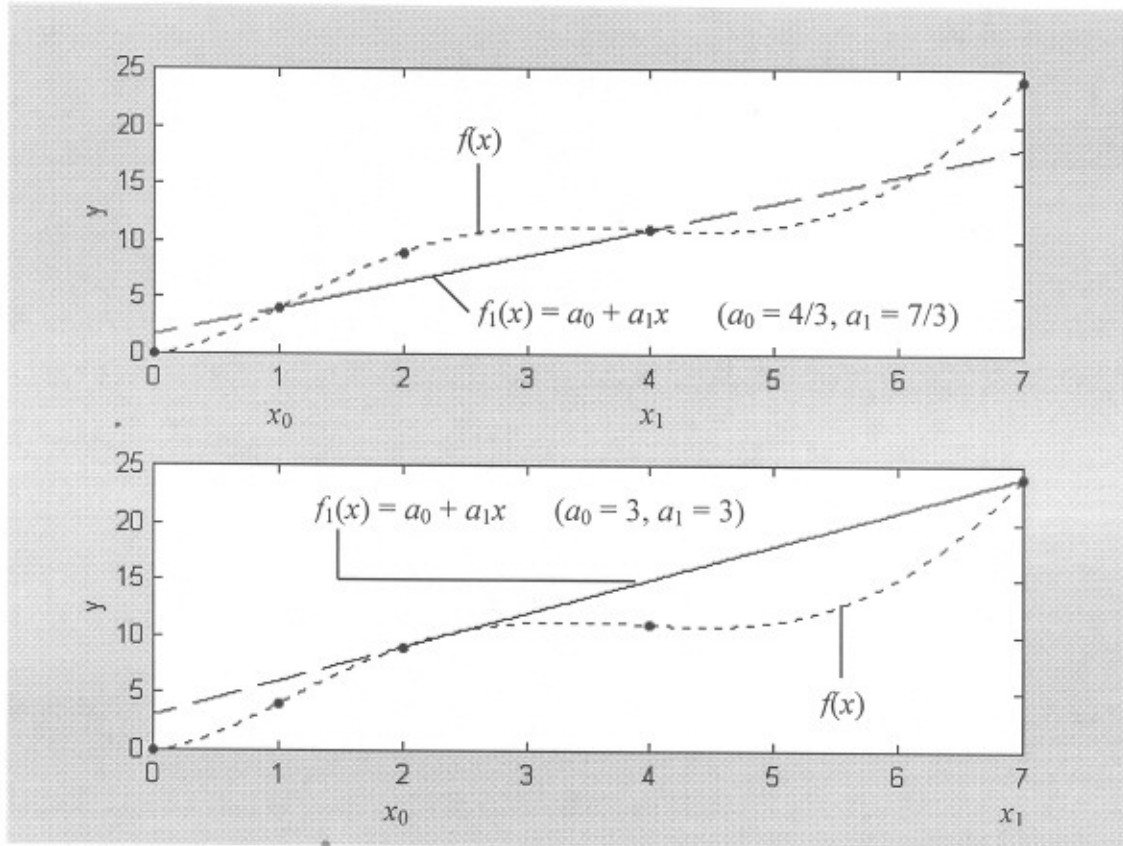 25
20
15
10
5
0
y
f(x)
f₁(x) = a₀ + a₁x (a₀ = 4/3, a₁ = 7/3)
0 1 2 3 4 5 6 7
x₀ x₁
25
20
15
10
5
0
y
f₁(x) = a₀ + a₁x (a₀ = 3, a₁ = 3)
f(x)
0 1 2 3 4 5 6 7
x₀ x₁